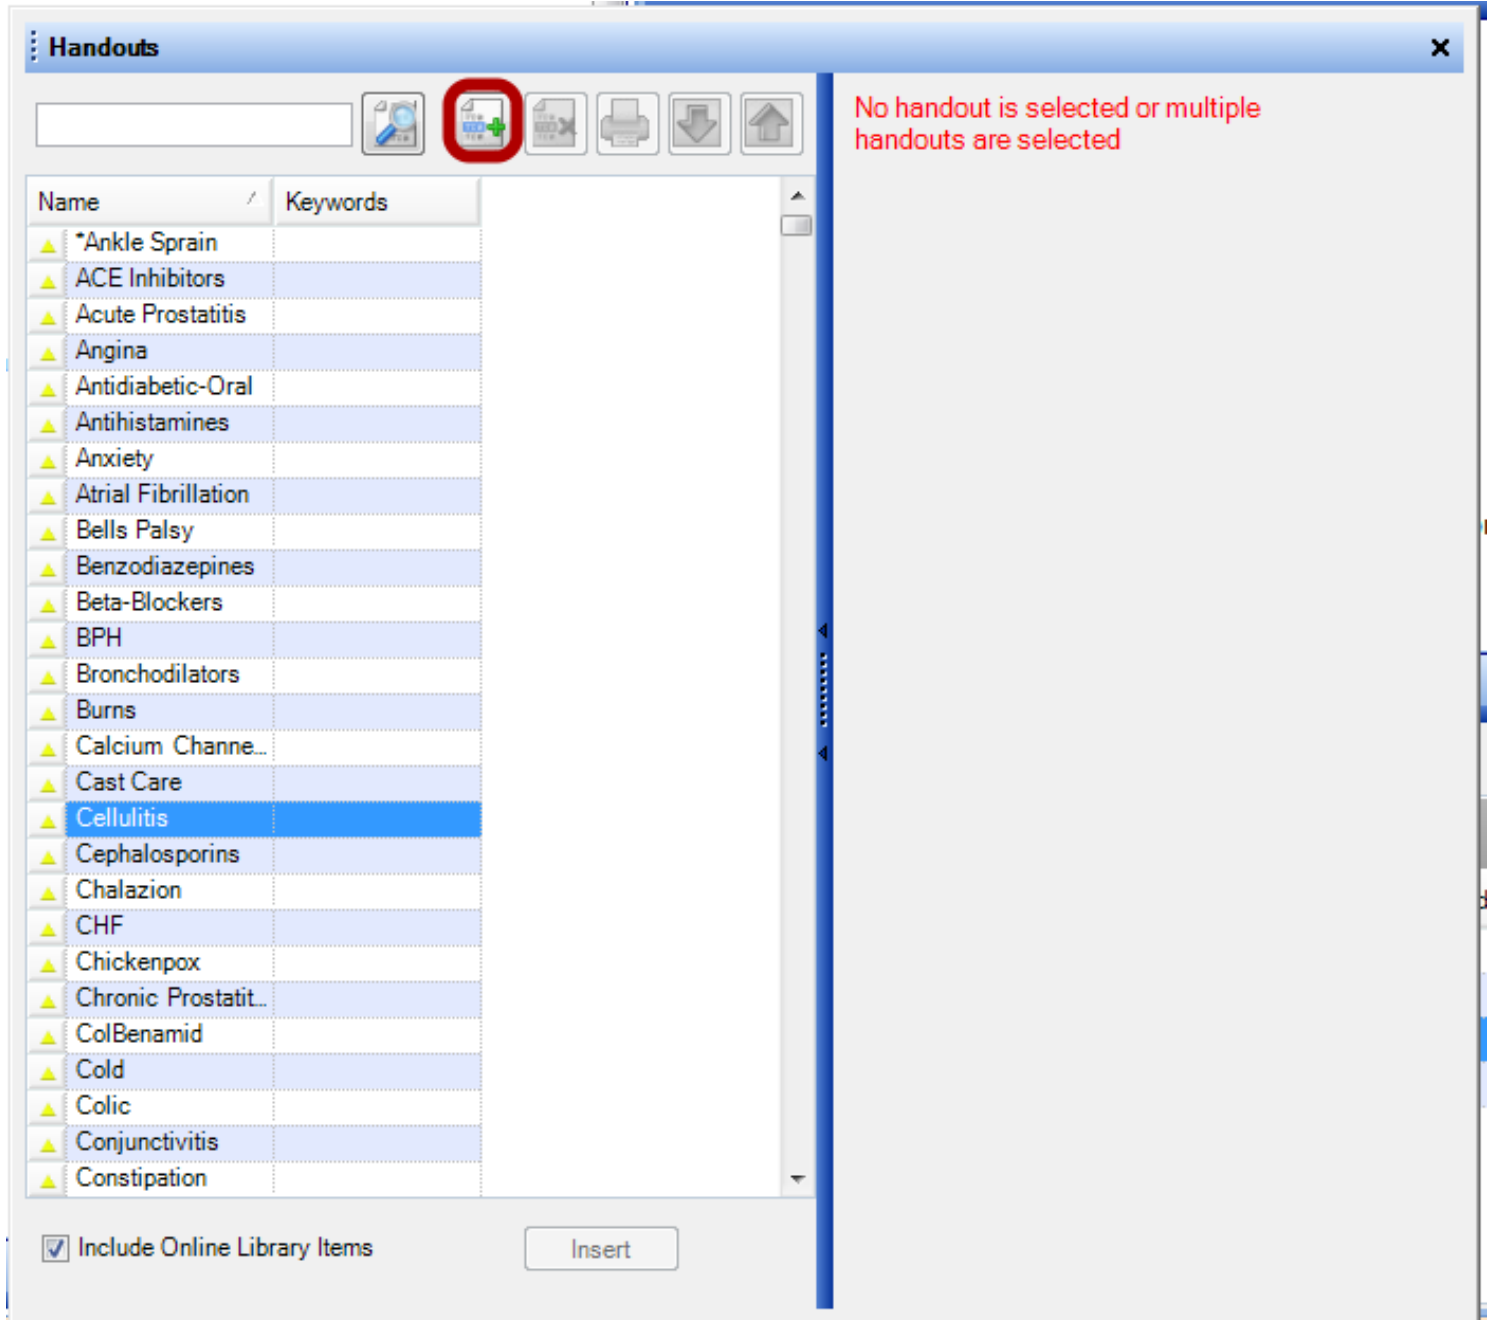 Handouts
No handout is selected or multiple
handouts are selected
Name Keywords
*Ankle Sprain
ACE Inhibitors
Acute Prostatitis
Angina
Antidiabetic-Oral
Antihistamines
Anxiety
Atrial Fibrillation
Bells Palsy
Benzodiazepines
Beta-Blockers
BPH
Bronchodilators
Burns
Calcium Channe...
Cast Care
Cellulitis
Cephalosporins
Chalazion
CHF
Chickenpox
Chronic Prostatit...
ColBenamid
Cold
Colic
Conjunctivitis
Constipation
Include Online Library Items
Insert